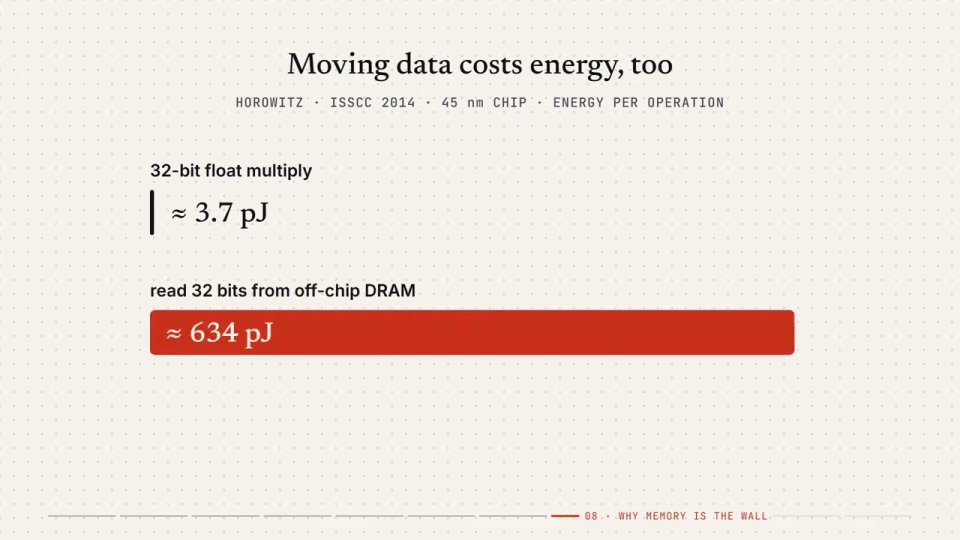 Moving data costs energy, too
HOROWITZ · ISSCC 2014 · 45 nm CHIP · ENERGY PER OPERATION
32-bit float multiply
≈ 3.7 pJ
read 32 bits from off-chip DRAM
≈ 634 pJ
08 · WHY MEMORY IS THE WALL